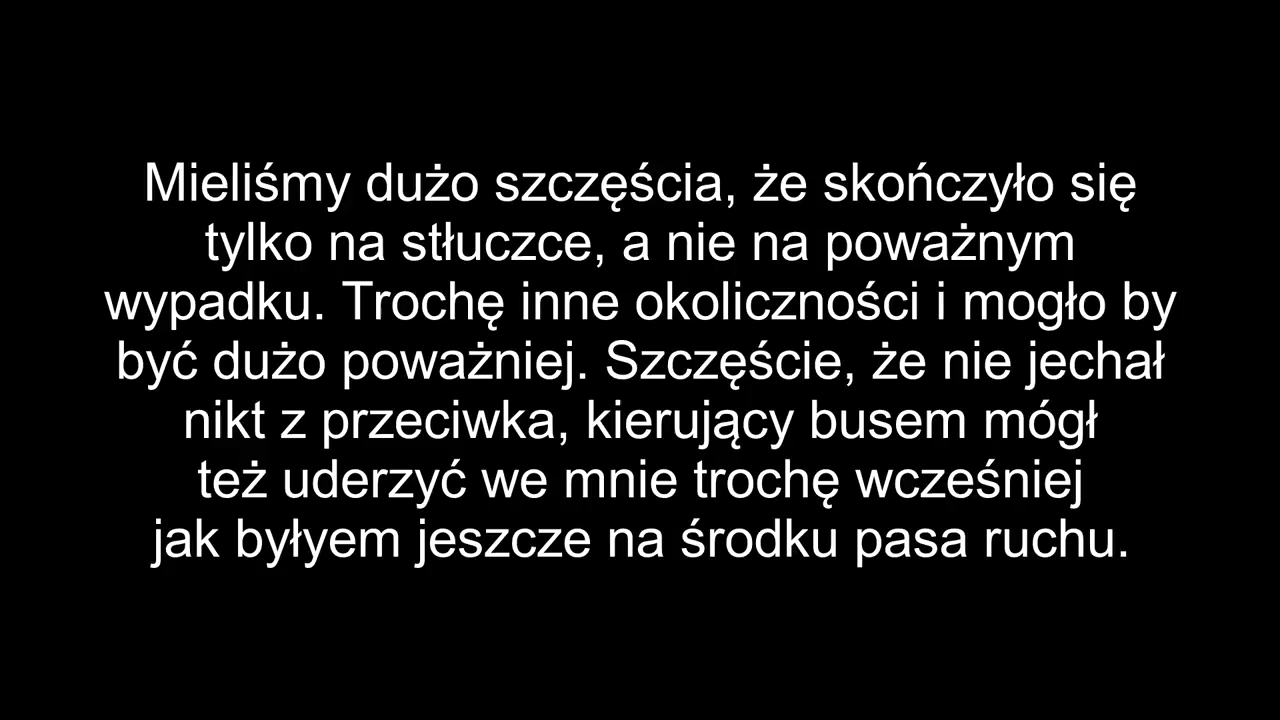 Mieliśmy dużo szczęścia, że skończyło się
tylko na stłuczce, a nie na poważnym
wypadku. Trochę inne okoliczności i mogło by
być dużo poważniej. Szczęście, że nie jechał
nikt z przeciwka, kierujący busem mógł
też uderzyć we mnie trochę wcześniej
jak byłyem jeszcze na środku pasa ruchu.